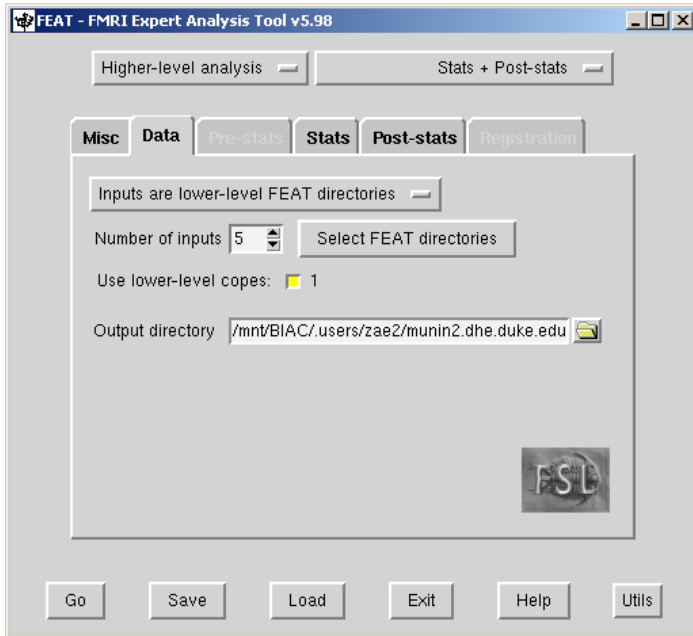 FEAT - FMRI Expert Analysis Tool v5.98
Higher-level analysis Stats + Post-stats
Misc Data Pre-stats Stats Post-stats Registration
Inputs are lower-level FEAT directories
Number of inputs 5 Select FEAT directories
Use lower-level copes: 1
Output directory /mnt/BIAC/.users/zae2/munin2.dhe.duke.edu
FSL
Go Save Load Exit Help Utils